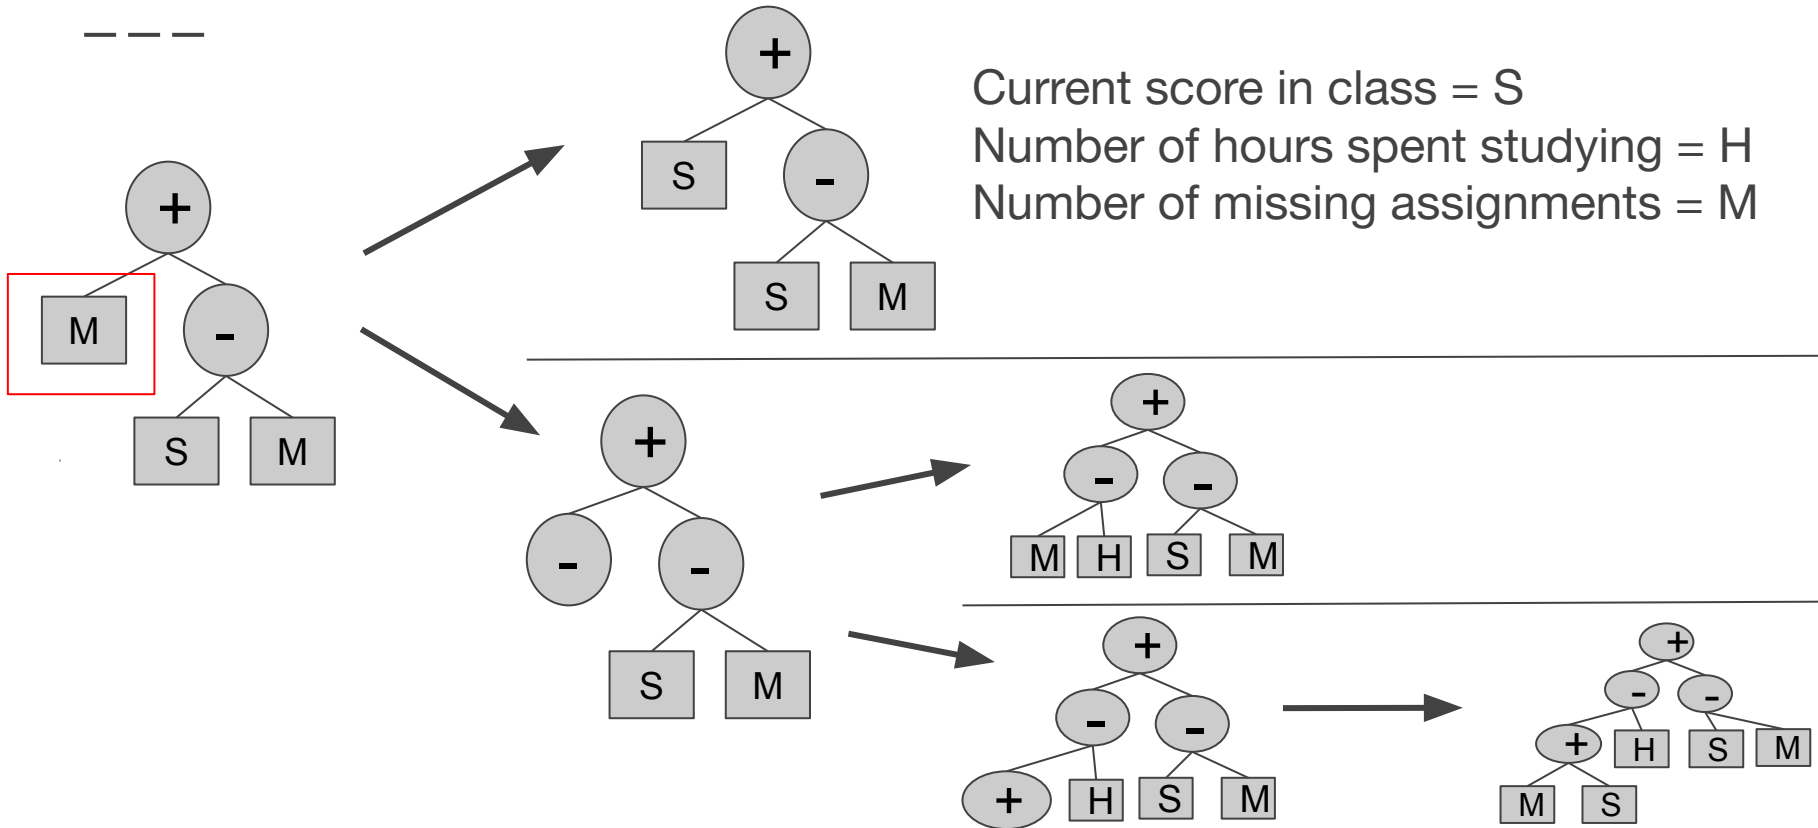 Current score in class = S
Number of hours spent studying = H
Number of missing assignments = M
+
M -
S M
+
S -
S M
+
- -
S M
+
- -
M H S M
+
- -
+ H S M
+
- -
+ H S M
M S